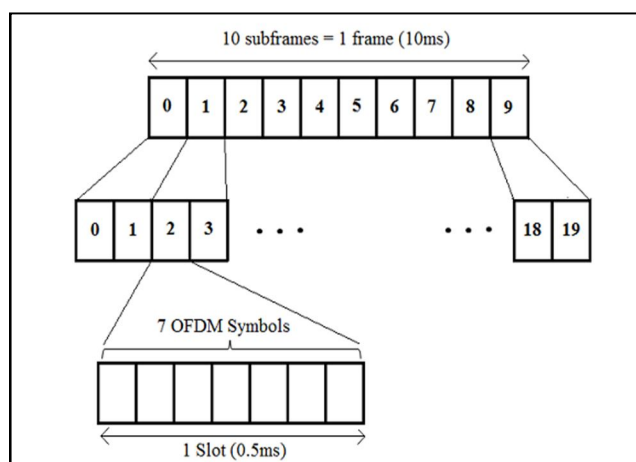 10 subframes = 1 frame (10ms)
0 1 2 3 4 5 6 7 8 9
0 1 2 3 • • • • • • 18 19
7 OFDM Symbols
1 Slot (0.5ms)